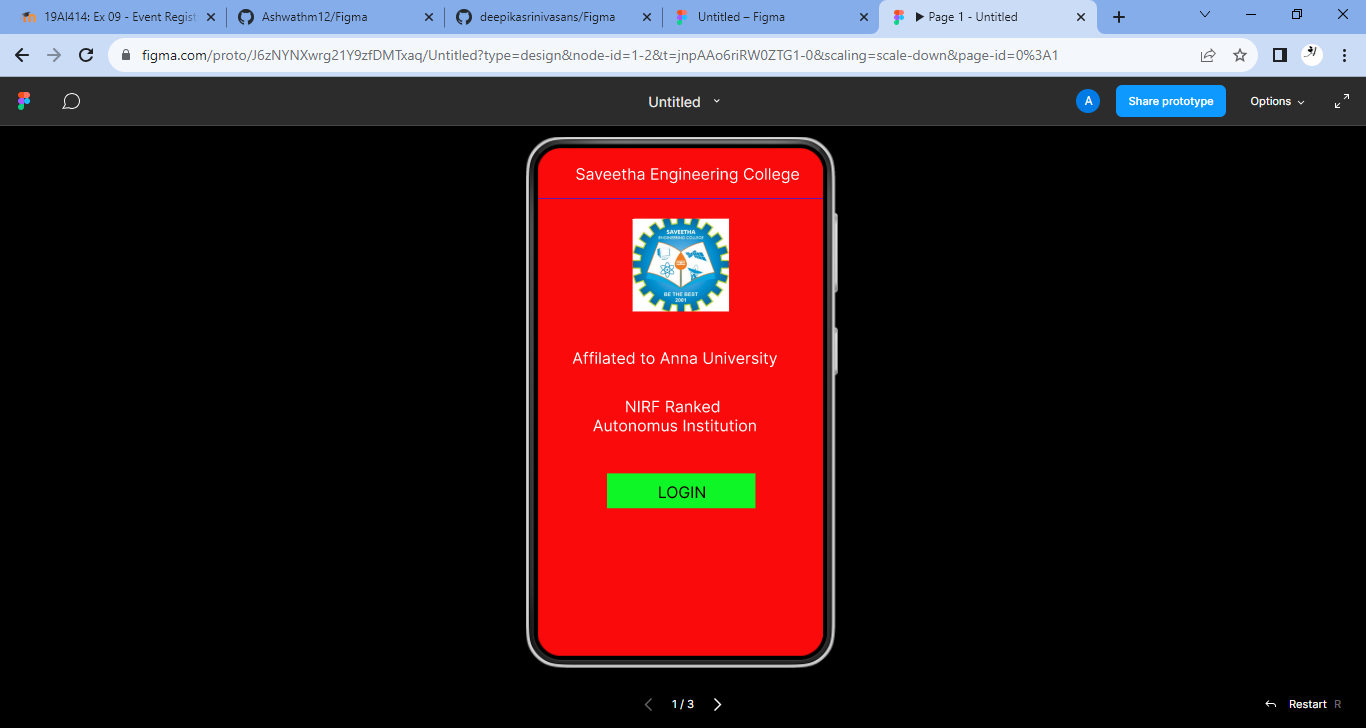 19AI414: Ex 09 - Event Regist
Ashwathm12/Figma
deepikasrinivasans/Figma
Untitled – Figma
▶ Page 1 - Untitled
figma.com/proto/J6zNYNXwrg21Y9zfDMTxaq/Untitled?type=design&node-id=1-2&t=jnpAAo6riRW0ZTG1-0&scaling=scale-down&page-id=0%3A1
Untitled
A
Share prototype
Options
Saveetha Engineering College
SAVEETHA
ENGINEERING COLLEGE
BE THE BEST
2001
Affilated to Anna University
NIRF Ranked
Autonomus Institution
LOGIN
1 / 3
Restart R